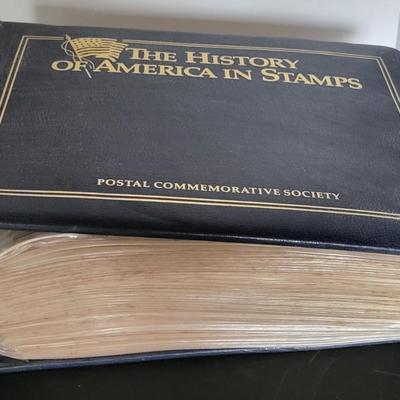 The History
of America in Stamps
Postal Commemorative Society